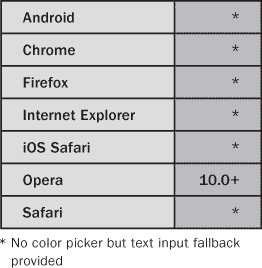 Android *
Chrome *
Firefox *
Internet Explorer *
iOS Safari *
Opera 10.0+
Safari *
* No color picker but text input fallback
provided